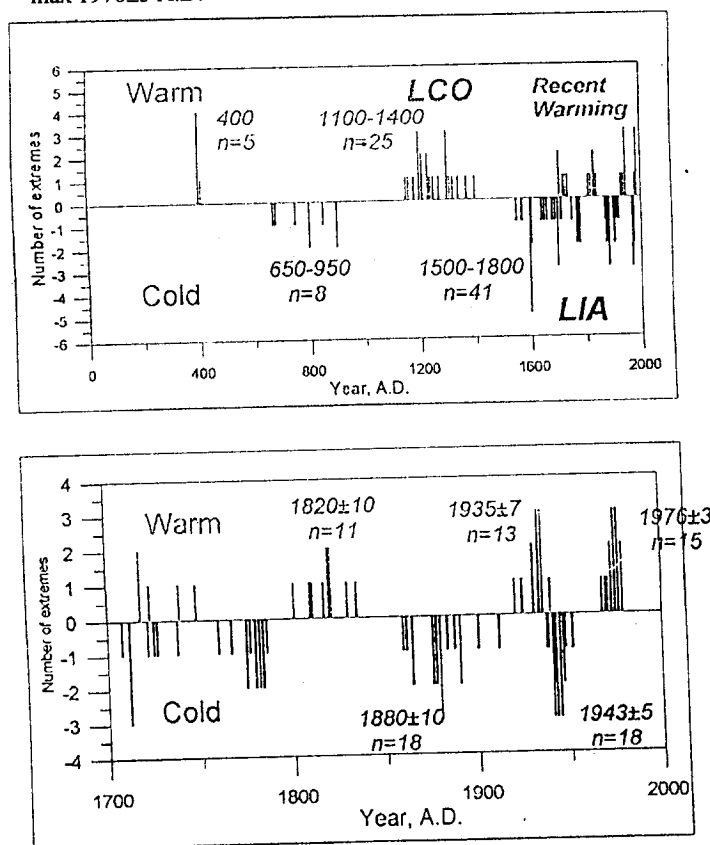 6
5
4
3
2
1
0
-1
-2
-3
-4
-5
-6
Number of extremes
Warm
400
n=5
1100-1400
n=25
LCO
Recent
Warming
650-950
n=8
1500-1800
n=41
Cold
LIA
0 400 800 1200 1600 2000
Year, A.D.
4
3
2
1
0
-1
-2
-3
-4
Number of extremes
Warm
1820±10
n=11
1935±7
n=13
1976±3
n=15
Cold
1880±10
n=18
1943±5
n=18
1700 1800 1900 2000
Year, A.D.